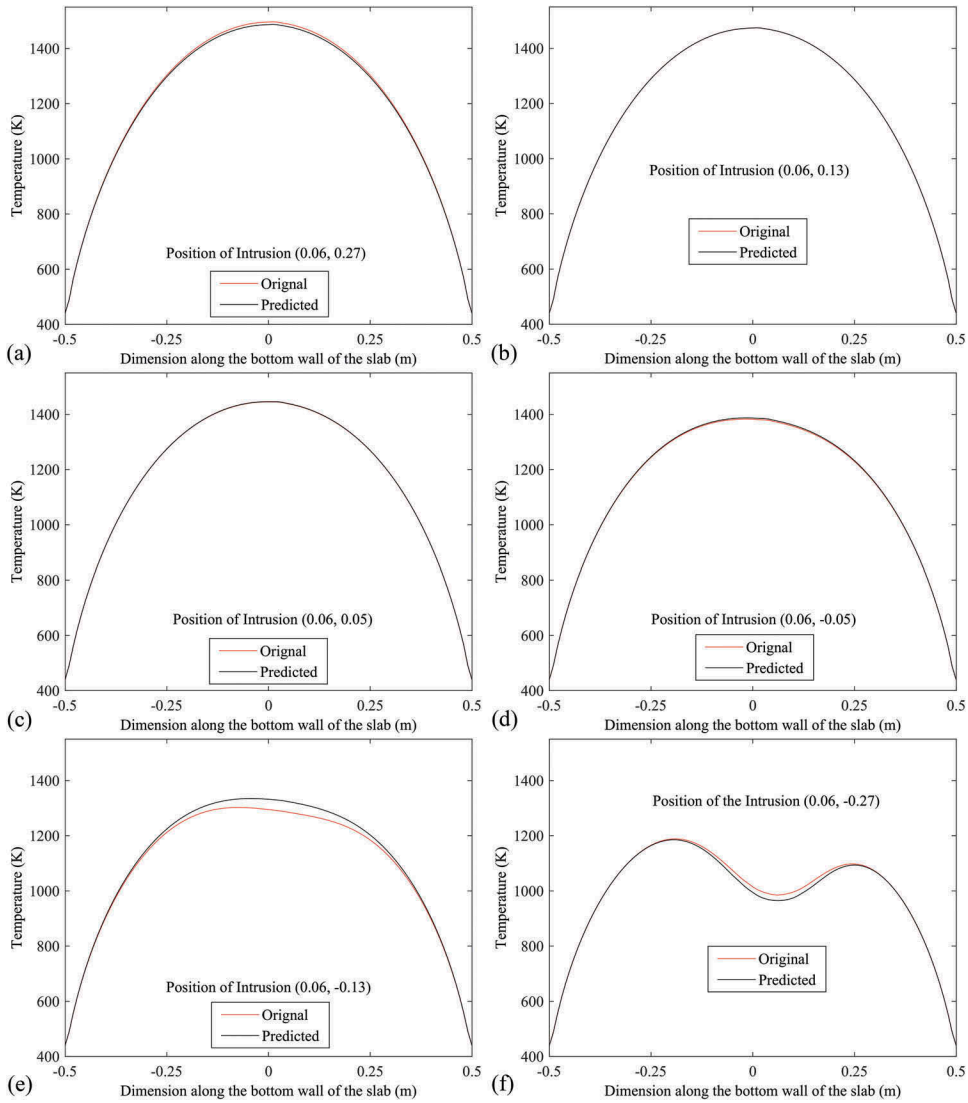 1400
1200
1000
800
600
400
Temperature (K)
Position of Intrusion (0.06, 0.27)
Orignal
Predicted
-0.5
-0.25
0
0.25
0.5
Dimension along the bottom wall of the slab (m)
(a)
1400
1200
1000
800
600
400
Temperature (K)
Position of Intrusion (0.06, 0.13)
Original
Predicted
-0.5
-0.25
0
0.25
0.5
Dimension along the bottom wall of the slab (m)
(b)
1400
1200
1000
800
600
400
Temperature (K)
Position of Intrusion (0.06, 0.05)
Orignal
Predicted
-0.5
-0.25
0
0.25
0.5
Dimension along the bottom wall of the slab (m)
(c)
1400
1200
1000
800
600
400
Temperature (K)
Position of Intrusion (0.06, -0.05)
Orignal
Predicted
-0.5
-0.25
0
0.25
0.5
Dimension along the bottom wall of the slab (m)
(d)
1400
1200
1000
800
600
400
Temperature (K)
Position of Intrusion (0.06, -0.13)
Orignal
Predicted
-0.5
-0.25
0
0.25
0.5
Dimension along the bottom wall of the slab (m)
(e)
1400
1200
1000
800
600
400
Temperature (K)
Position of the Intrusion (0.06, -0.27)
Original
Predicted
-0.5
-0.25
0
0.25
0.5
Dimension along the bottom wall of the slab (m)
(f)